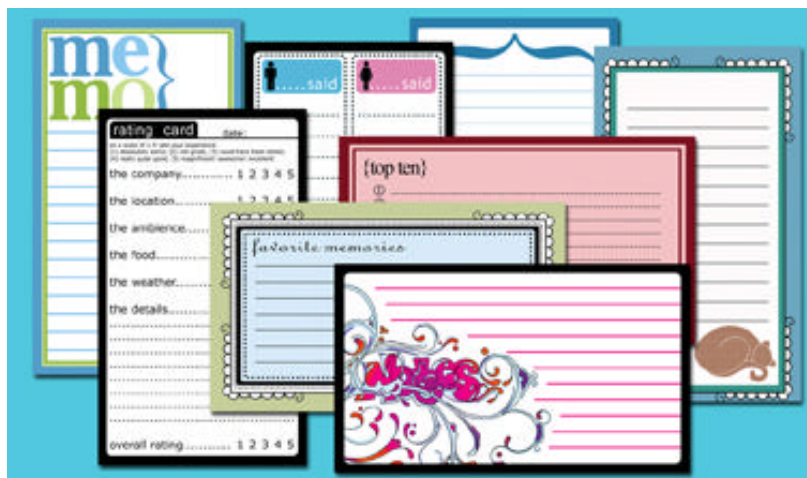 me
mo
.....said
.....said
rating card date:
the company............ 1 2 3 4 5
the location............ 1 2 3 4 5
the ambience
the food
the weather
the details
overall rating............ 1 2 3 4 5
{top ten}
favorite memories
Notes